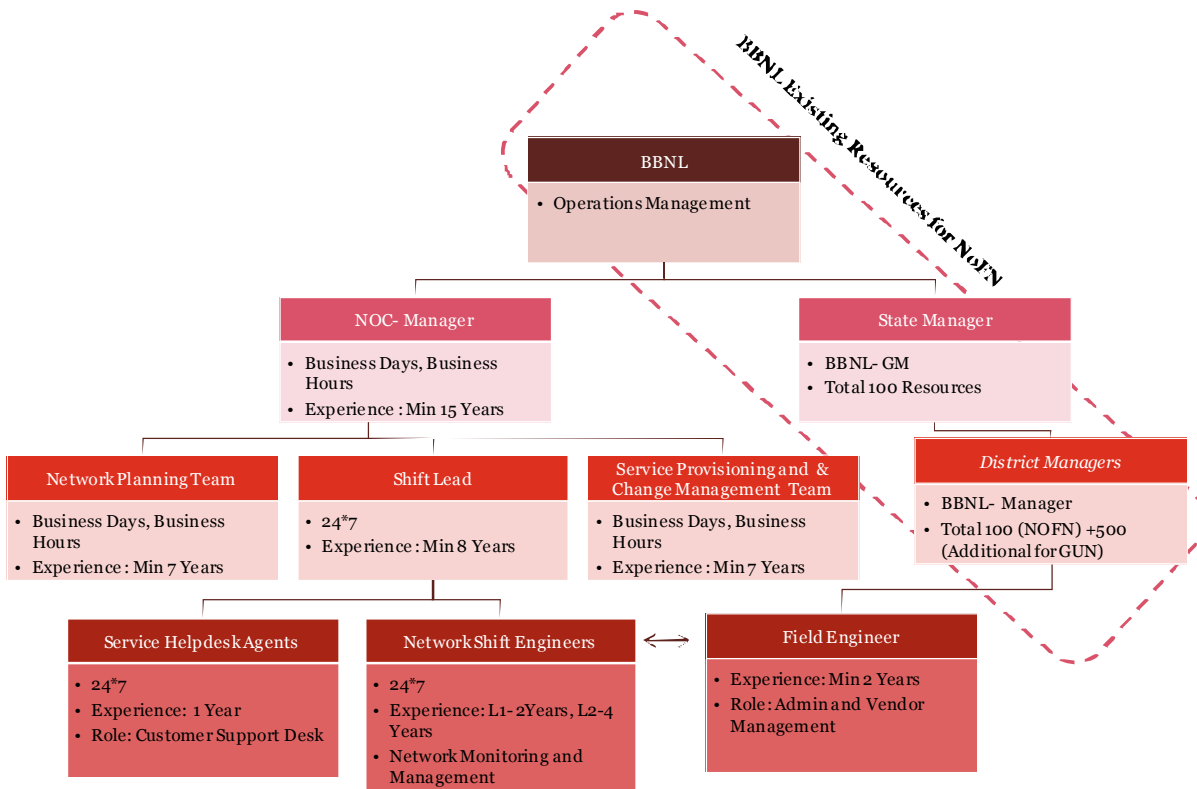 BBNL Existing Resources for NoFN
BBNL
• Operations Management
NOC- Manager
• Business Days, Business
Hours
• Experience : Min 15 Years
State Manager
• BBNL- GM
• Total 100 Resources
Network Planning Team
• Business Days, Business
Hours
• Experience : Min 7 Years
Shift Lead
• 24*7
• Experience : Min 8 Years
Service Provisioning and &
Change Management Team
• Business Days, Business
Hours
• Experience : Min 7 Years
District Managers
• BBNL- Manager
• Total 100 (NOFN) +500
(Additional for GUN)
Service Helpdesk Agents
• 24*7
• Experience: 1 Year
• Role: Customer Support Desk
Network Shift Engineers
• 24*7
• Experience: L1- 2Years, L2-4
Years
• Network Monitoring and
Management
Field Engineer
• Experience: Min 2 Years
• Role: Admin and Vendor
Management